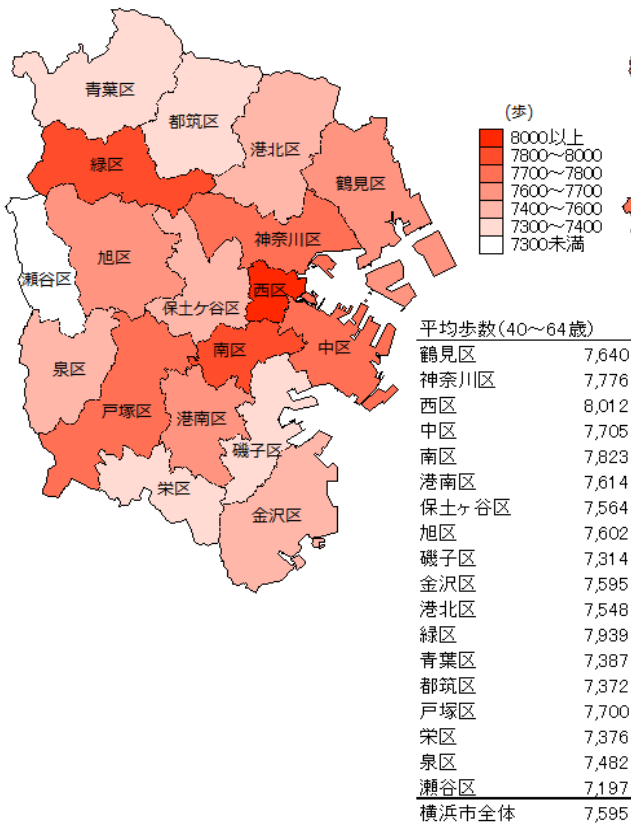 青葉区
都筑区
港北区
緑区
鶴見区
神奈川区
旭区
瀬谷区
保土ケ谷区
西区
南区
中区
泉区
戸塚区
港南区
磯子区
栄区
金沢区
(歩)
8000以上
7800～8000
7700～7800
7600～7700
7400～7600
7300～7400
7300未満
平均歩数(40～64歳)
鶴見区 7,640
神奈川区 7,776
西区 8,012
中区 7,705
南区 7,823
港南区 7,614
保土ヶ谷区 7,564
旭区 7,602
磯子区 7,314
金沢区 7,595
港北区 7,548
緑区 7,939
青葉区 7,387
都筑区 7,372
戸塚区 7,700
栄区 7,376
泉区 7,482
瀬谷区 7,197
横浜市全体 7,595